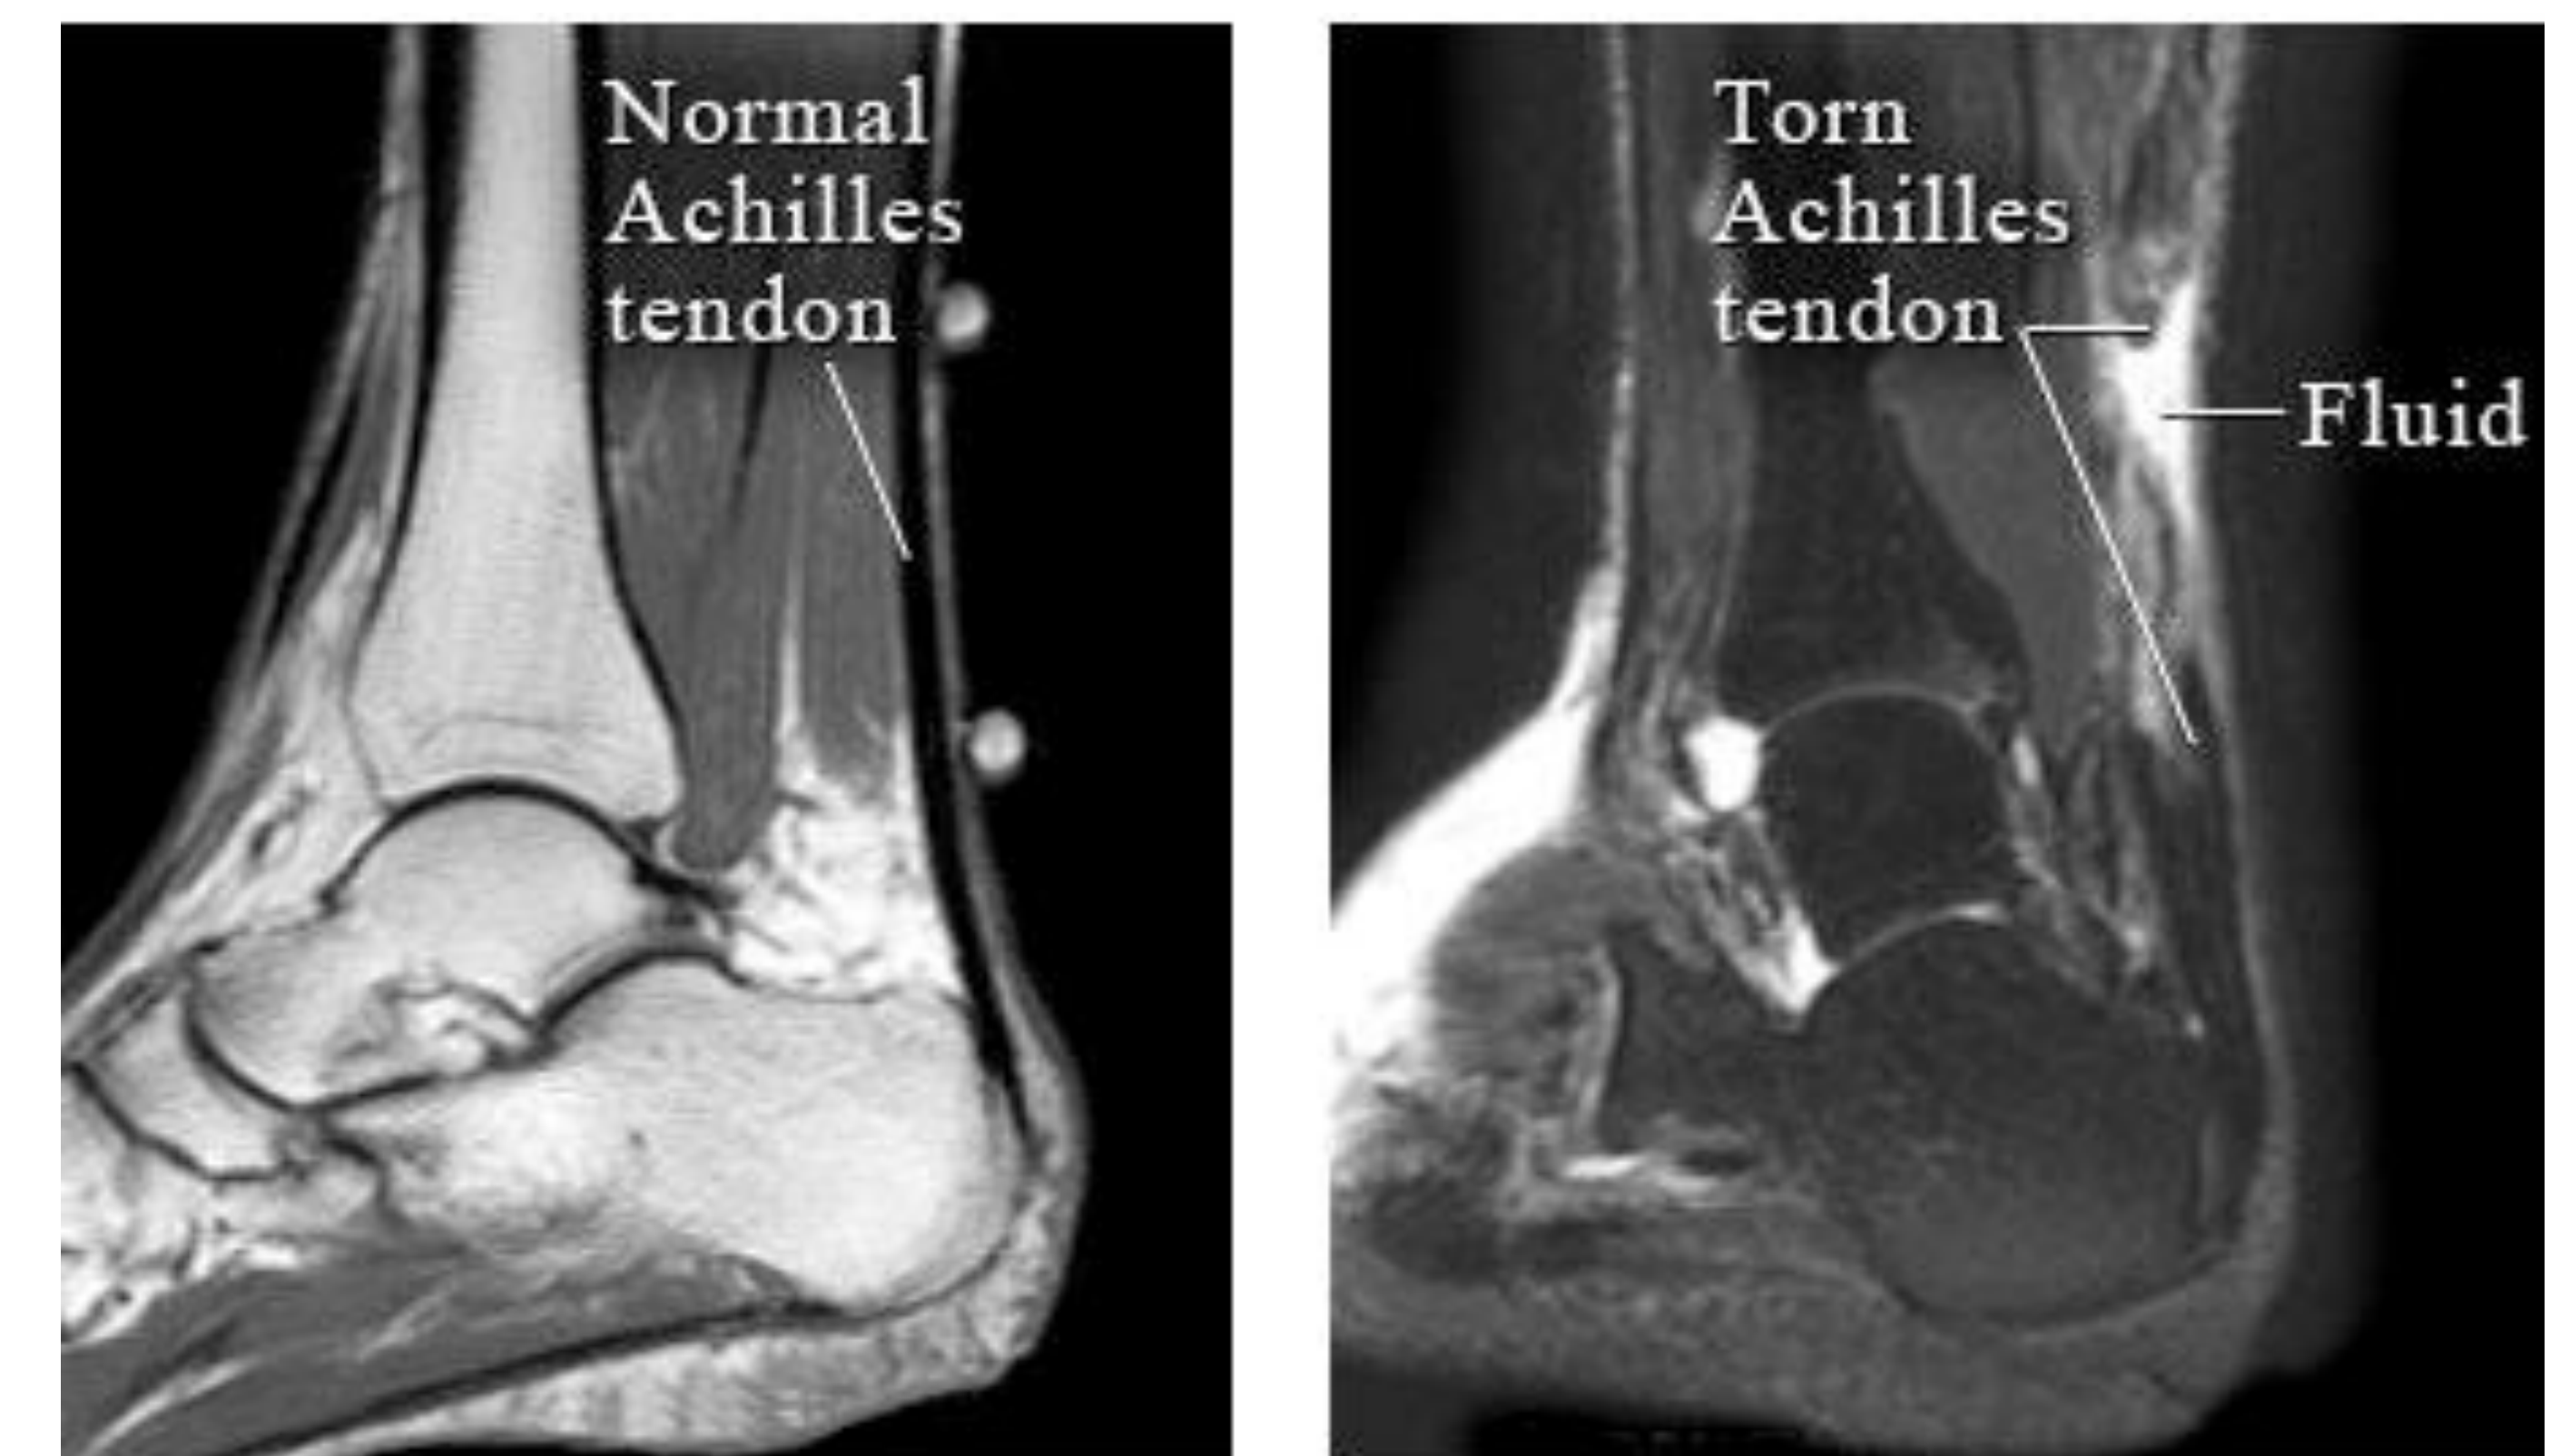 Normal
Achilles
tendon
Torn
Achilles
tendon
Fluid